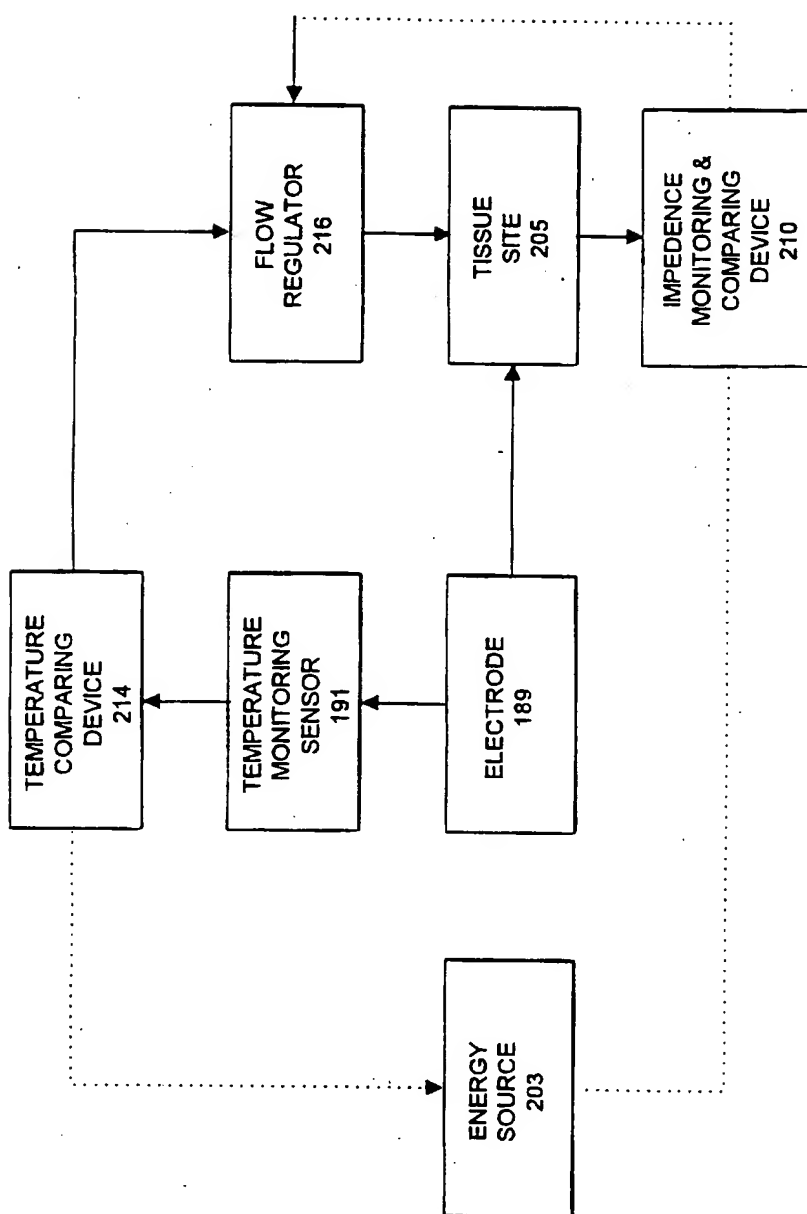 TEMPERATURE
COMPARING
DEVICE
214
TEMPERATURE
MONITORING
SENSOR
191
ELECTRODE
189
ENERGY
SOURCE
203
FLOW
REGULATOR
216
TISSUE
SITE
205
IMPEDENCE
MONITORING &
COMPARING
DEVICE
210